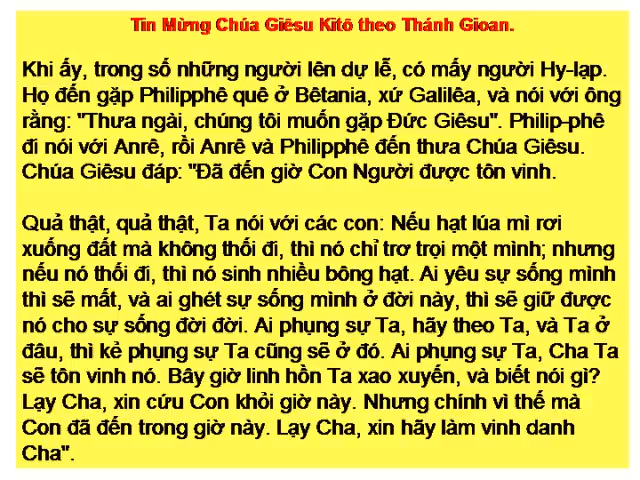 Tin Mừng Chúa Giêsu Kitô theo Thánh Gioan.
Khi ấy, trong số những người lên dự lễ, có mấy người Hy-lạp.
Họ đến gặp Philipphê quê ở Bêtania, xứ Galilêa, và nói với ông
rằng: "Thưa ngài, chúng tôi muốn gặp Đức Giêsu". Philip-phê
đi nói với Anrê, rồi Anrê và Philipphê đến thưa Chúa Giêsu.
Chúa Giêsu đáp: "Đã đến giờ Con Người được tôn vinh.
Quả thật, quả thật, Ta nói với các con: Nếu hạt lúa mì rơi
xuống đất mà không thối đi, thì nó chỉ trơ trọi một mình; nhưng
nếu nó thối đi, thì nó sinh nhiều bông hạt. Ai yêu sự sống mình
thì sẽ mất, và ai ghét sự sống mình ở đời này, thì sẽ giữ được
nó cho sự sống đời đời. Ai phụng sự Ta, hãy theo Ta, và Ta ở
đâu, thì kẻ phụng sự Ta cũng sẽ ở đó. Ai phụng sự Ta, Cha Ta
sẽ tôn vinh nó. Bây giờ linh hồn Ta xao xuyến, và biết nói gì?
Lạy Cha, xin cứu Con khỏi giờ này. Nhưng chính vì thế mà
Con đã đến trong giờ này. Lạy Cha, xin hãy làm vinh danh
Cha".